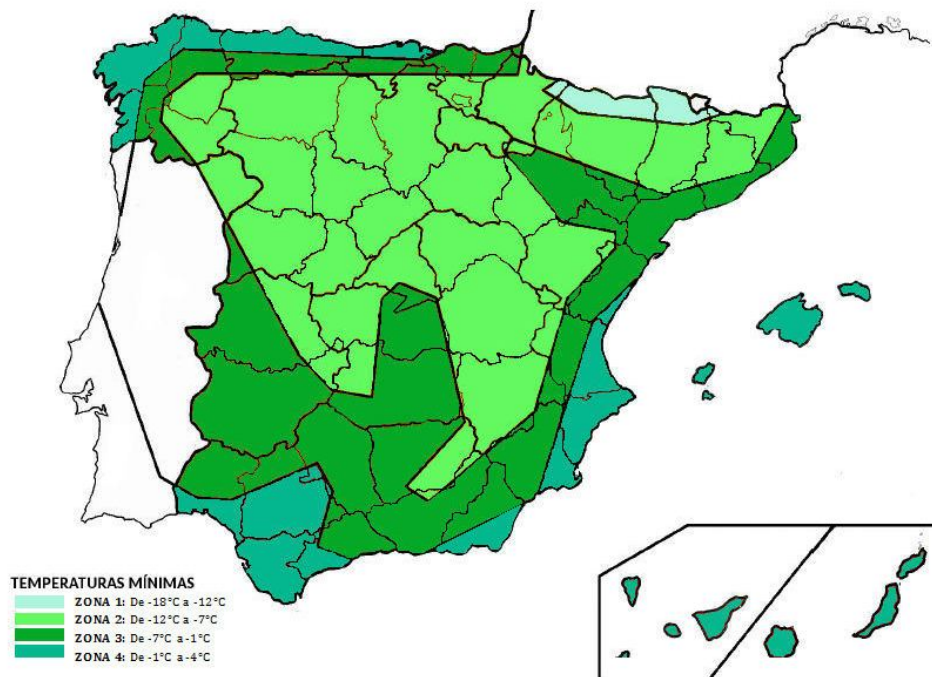 TEMPERATURAS MÍNIMAS
ZONA 1: De -18°C a -12°C
ZONA 2: De -12°C a -7°C
ZONA 3: De -7°C a -1°C
ZONA 4: De -1°C a -4°C